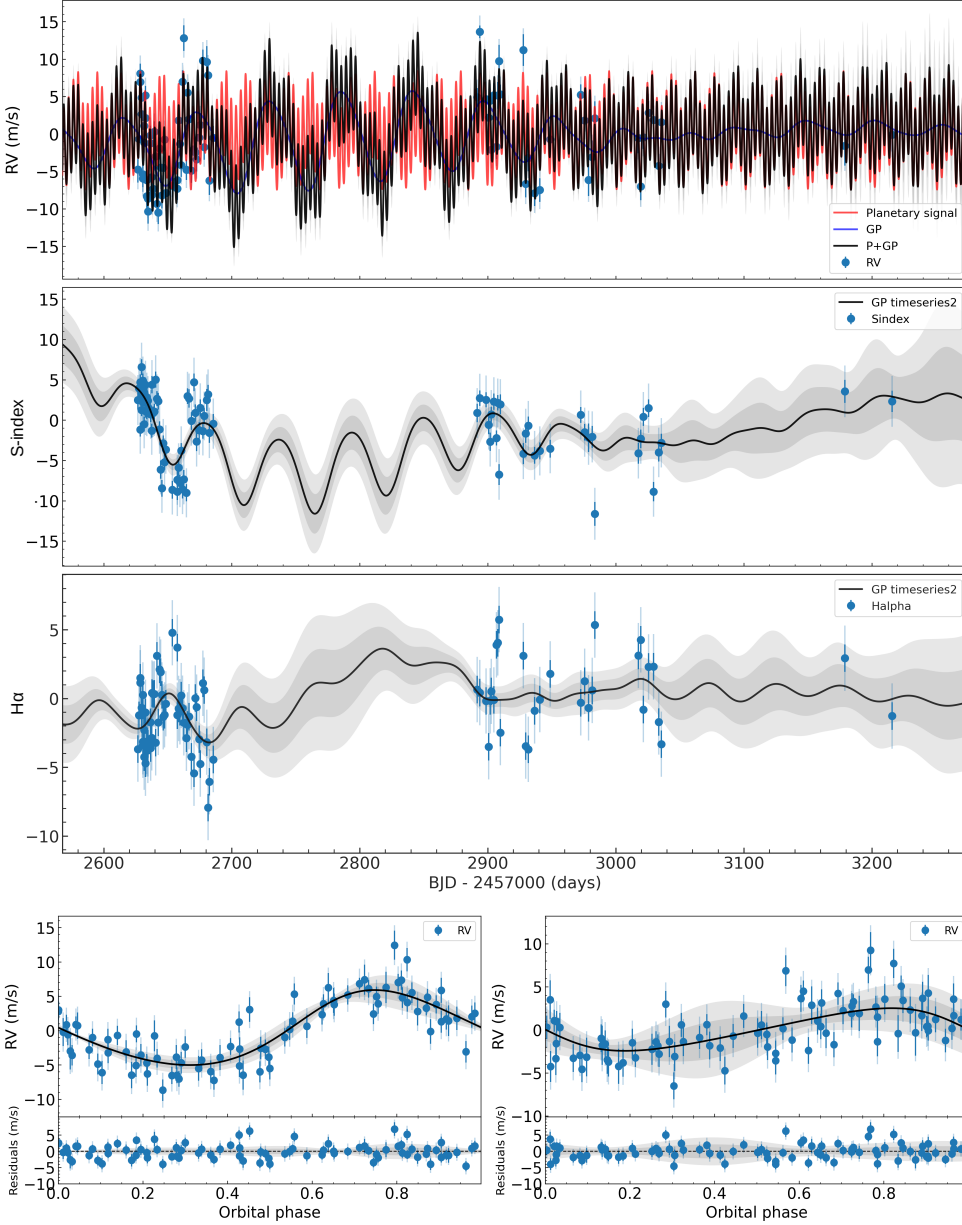 15
10
5
0
−5
−10
−15
RV (m/s)
Planetary signal
GP
P+GP
RV
15
10
5
0
−5
·10
−15
S-index
GP timeseries2
Sindex
5
0
−5
−10
Hα
GP timeseries2
Halpha
2600 2700 2800 2900 3000 3100 3200
BJD - 2457000 (days)
15
10
5
0
−5
−10
RV (m/s)
RV
5
0
−5
−10
Residuals (m/s)
0.0 0.2 0.4 0.6 0.8
Orbital phase
10
5
0
−5
−10
RV (m/s)
RV
5
0
−5
−10
Residuals (m/s)
0.0 0.2 0.4 0.6 0.8
Orbital phase